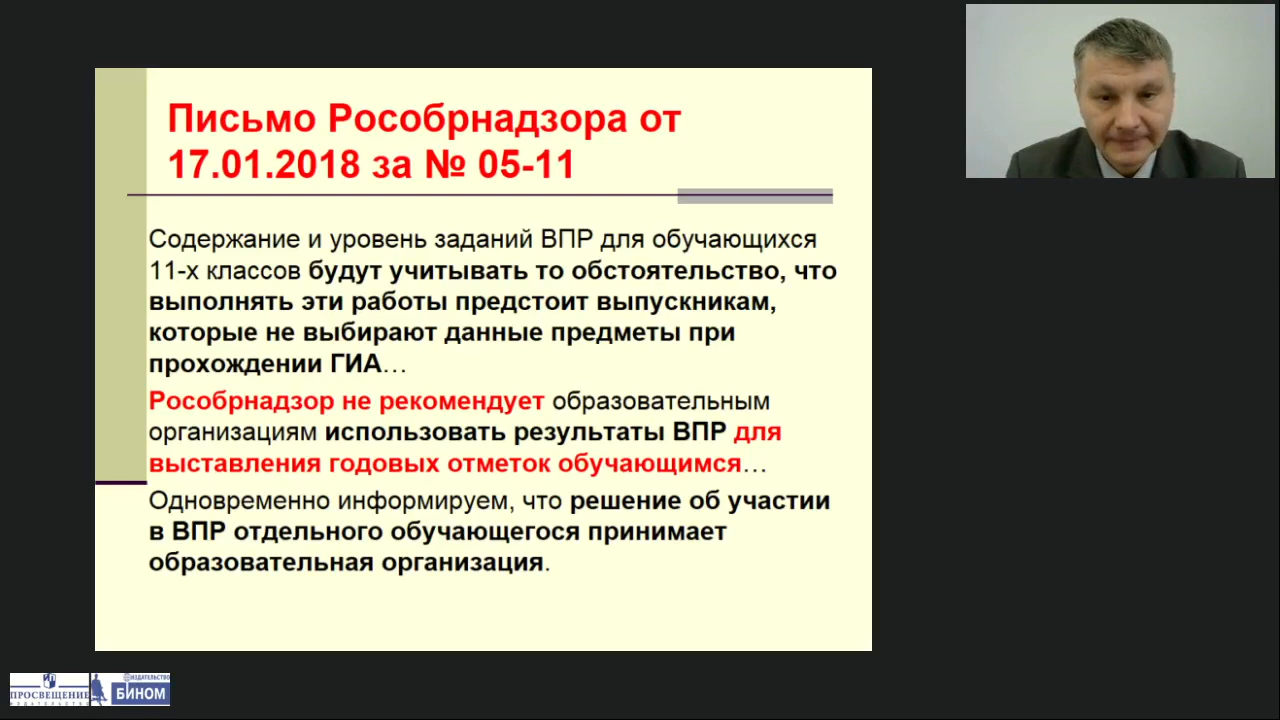 Письмо Рособрнадзора от
17.01.2018 за № 05-11
Содержание и уровень заданий ВПР для обучающихся
11-х классов будут учитывать то обстоятельство, что
выполнять эти работы предстоит выпускникам,
которые не выбирают данные предметы при
прохождении ГИА…
Рособрнадзор не рекомендует образовательным
организациям использовать результаты ВПР для
выставления годовых отметок обучающимся…
Одновременно информируем, что решение об участии
в ВПР отдельного обучающегося принимает
образовательная организация.
ПРОСВЕЩЕНИЕ
ИЗДАТЕЛЬСТВО
ИЗДАТЕЛЬСТВО
БИНОМ